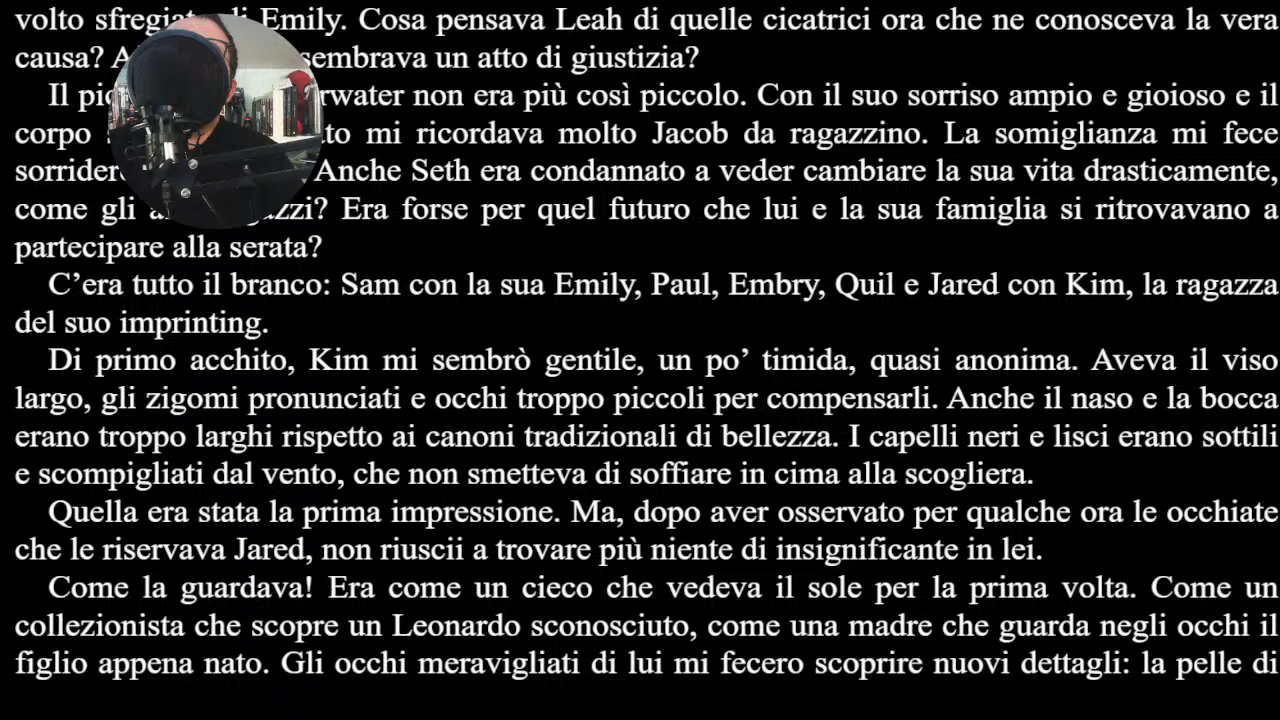 volto sfregiato di Emily. Cosa pensava Leah di quelle cicatrici ora che ne conosceva la vera
causa? A sembrava un atto di giustizia?
Il pic rwater non era più così piccolo. Con il suo sorriso ampio e gioioso e il
corpo s to mi ricordava molto Jacob da ragazzino. La somiglianza mi fece
sorridere Anche Seth era condannato a veder cambiare la sua vita drasticamente,
come gli a zzi? Era forse per quel futuro che lui e la sua famiglia si ritrovavano a
partecipare alla serata?
C’era tutto il branco: Sam con la sua Emily, Paul, Embry, Quil e Jared con Kim, la ragazza
del suo imprinting.
Di primo acchito, Kim mi sembrò gentile, un po’ timida, quasi anonima. Aveva il viso
largo, gli zigomi pronunciati e occhi troppo piccoli per compensarli. Anche il naso e la bocca
erano troppo larghi rispetto ai canoni tradizionali di bellezza. I capelli neri e lisci erano sottili
e scompigliati dal vento, che non smetteva di soffiare in cima alla scogliera.
Quella era stata la prima impressione. Ma, dopo aver osservato per qualche ora le occhiate
che le riservava Jared, non riuscii a trovare più niente di insignificante in lei.
Come la guardava! Era come un cieco che vedeva il sole per la prima volta. Come un
collezionista che scopre un Leonardo sconosciuto, come una madre che guarda negli occhi il
figlio appena nato. Gli occhi meravigliati di lui mi fecero scoprire nuovi dettagli: la pelle di